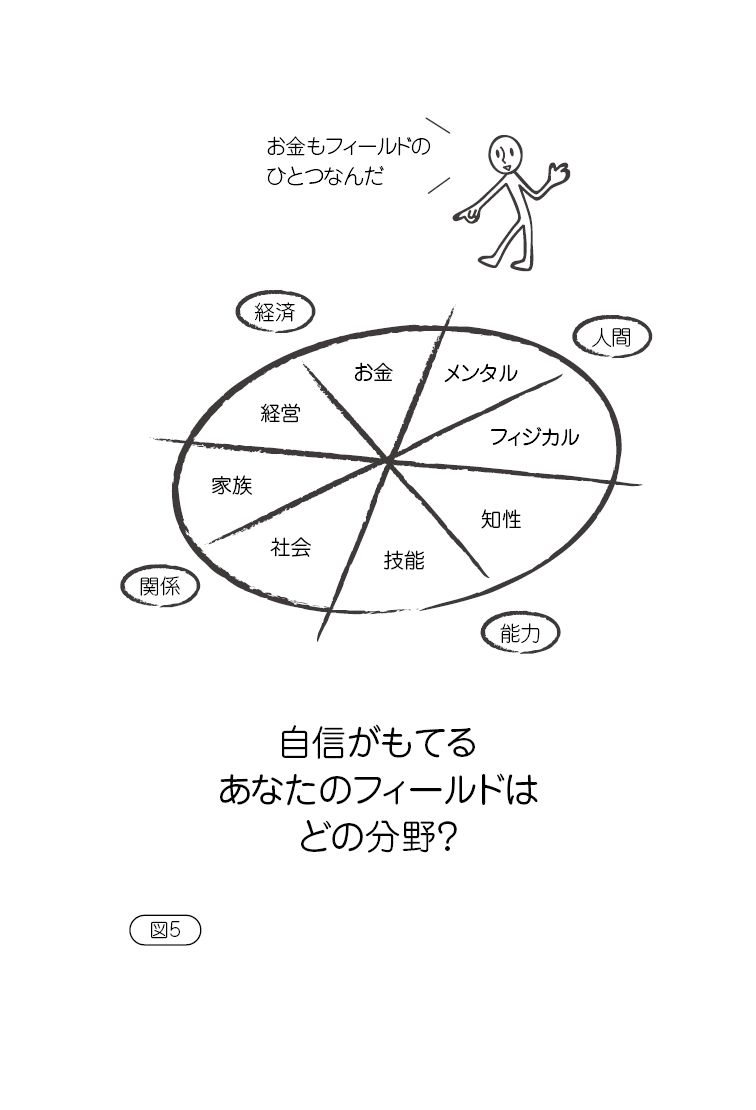 お金もフィールドの
ひとつなんだ
経済
人間
お金
メンタル
経営
フィジカル
家族
知性
社会
技能
関係
能力
自信がもてる
あなたのフィールドは
どの分野?
図5